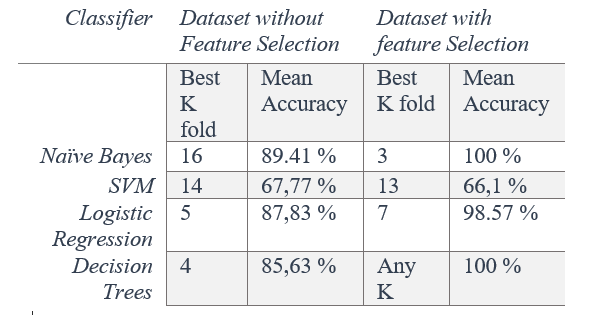 Classifier Dataset without Dataset with
Feature Selection feature Selection
Best Mean Best Mean
K Accuracy K fold Accuracy
fold
Naïve Bayes 16 89.41 % 3 100 %
SVM 14 67,77 % 13 66,1 %
Logistic 5 87,83 % 7 98.57 %
Regression
Decision 4 85,63 % Any 100 %
Trees K